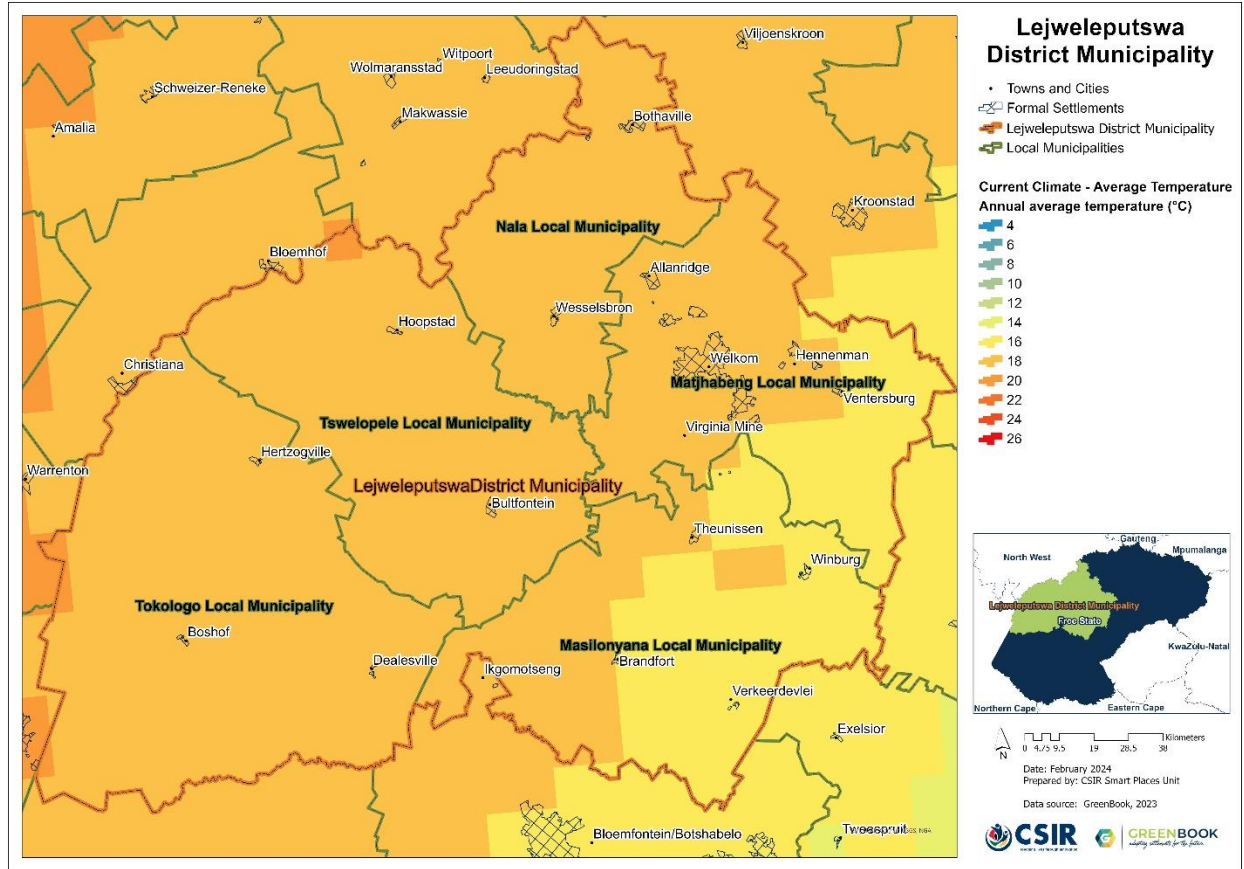 Lejweleputswa
District Municipality
Towns and Cities
Formal Settlements
Lejweleputswa District Municipality
Local Municipalities
Current Climate - Average Temperature
Annual average temperature (°C)
4
6
8
10
12
14
16
18
20
22
24
26
Viljoenskroon
Witpoort
Wolmaransstad
Leeudoringstad
Schweizer-Reneke
Makwassie
Bothaville
Amalia
Kroonstad
Nala Local Municipality
Bloemhof
Allanridge
Wesselsbron
Hoopstad
Christiana
Welkom
Hennenman
Matjhabeng Local Municipality
Ventersburg
Tswelopele Local Municipality
Virginia Mine
Hertzogville
Warrenton
LejweleputswaDistrict Municipality
Bultfontein
Theunissen
Winburg
Tokologo Local Municipality
Boshof
Masilonyana Local Municipality
Dealesville
Ikgomotseng
Brandfort
Verkeerdevlei
Exelsior
Bloemfontein/Botshabelo
Tweespruit
Gauteng
North West
Mpumalanga
Lejweleputswa District Municipality
Free State
KwaZulu-Natal
Northern Cape
Eastern Cape
Kilometers
0 4.75 9.5 19 28.5 38
N
Date: February 2024
Prepared by: CSIR Smart Places Unit
Data source: GreenBook, 2023
CSIR
GREENBOOK
adapting settlements for the future